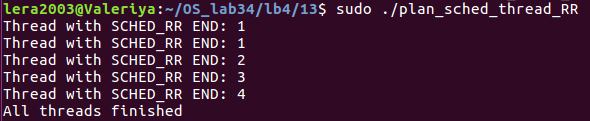 lera2003@Valeriya:~/OS_lab34/lb4/13$ sudo ./plan_sched_thread_RR
Thread with SCHED_RR END: 1
Thread with SCHED_RR END: 1
Thread with SCHED_RR END: 2
Thread with SCHED_RR END: 3
Thread with SCHED_RR END: 4
All threads finished